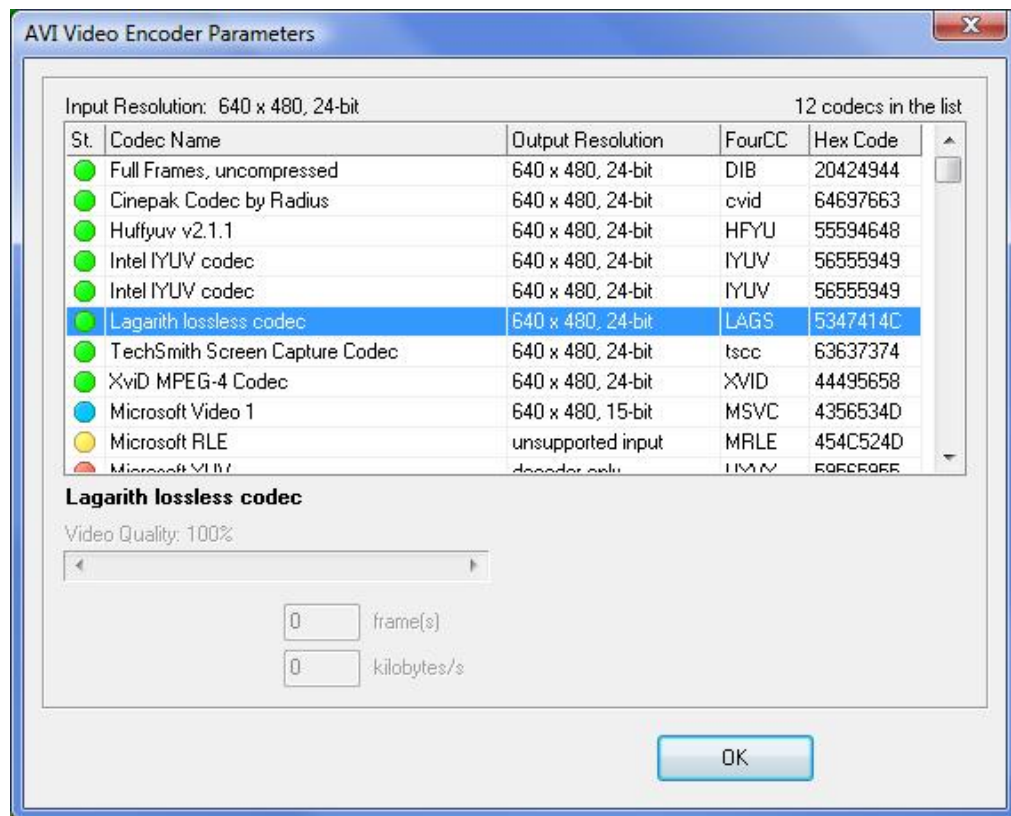 AVI Video Encoder Parameters
Input Resolution: 640 x 480, 24-bit 12 codecs in the list
St. Codec Name Output Resolution FourCC Hex Code
Full Frames, uncompressed 640 x 480, 24-bit DIB 20424944
Cinepak Codec by Radius 640 x 480, 24-bit cvid 64697663
Huffyuv v2.1.1 640 x 480, 24-bit HFYU 55594648
Intel IYUV codec 640 x 480, 24-bit IYUV 56555949
Intel IYUV codec 640 x 480, 24-bit IYUV 56555949
Lagarith lossless codec 640 x 480, 24-bit LAGS 5347414C
TechSmith Screen Capture Codec 640 x 480, 24-bit tscc 63637374
XviD MPEG-4 Codec 640 x 480, 24-bit XVID 44495658
Microsoft Video 1 640 x 480, 15-bit MSVC 4356534D
Microsoft RLE unsupported input MRLE 454C524D
Microsoft YUV decoder only
Lagarith lossless codec
Video Quality: 100%
0 frame(s)
0 kilobytes/s
OK